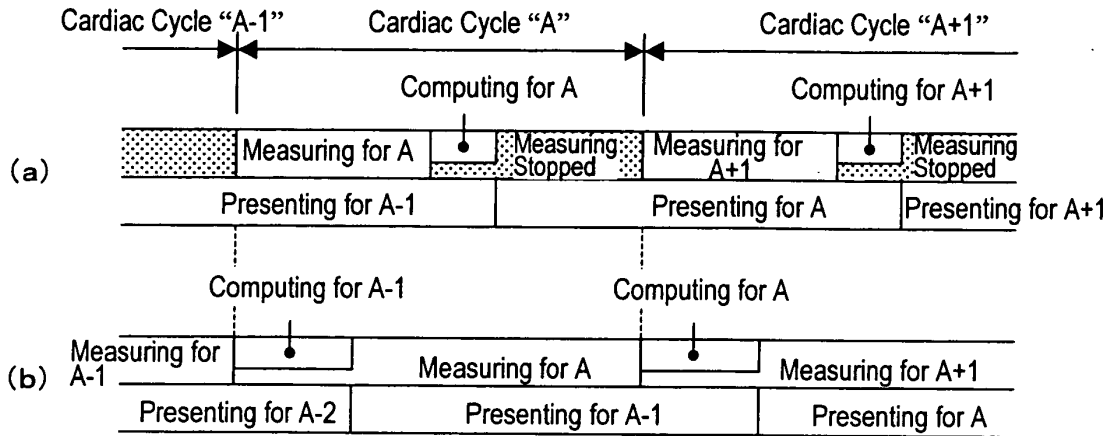 Cardiac Cycle “A-1” Cardiac Cycle “A” Cardiac Cycle “A+1”
Computing for A Computing for A+1
(a)
Measuring for A
Measuring
Stopped
Measuring for
A+1
Measuring
Stopped
Presenting for A-1 Presenting for A Presenting for A+1
Computing for A-1 Computing for A
(b)
Measuring for
A-1
Measuring for A
Measuring for A+1
Presenting for A-2 Presenting for A-1 Presenting for A